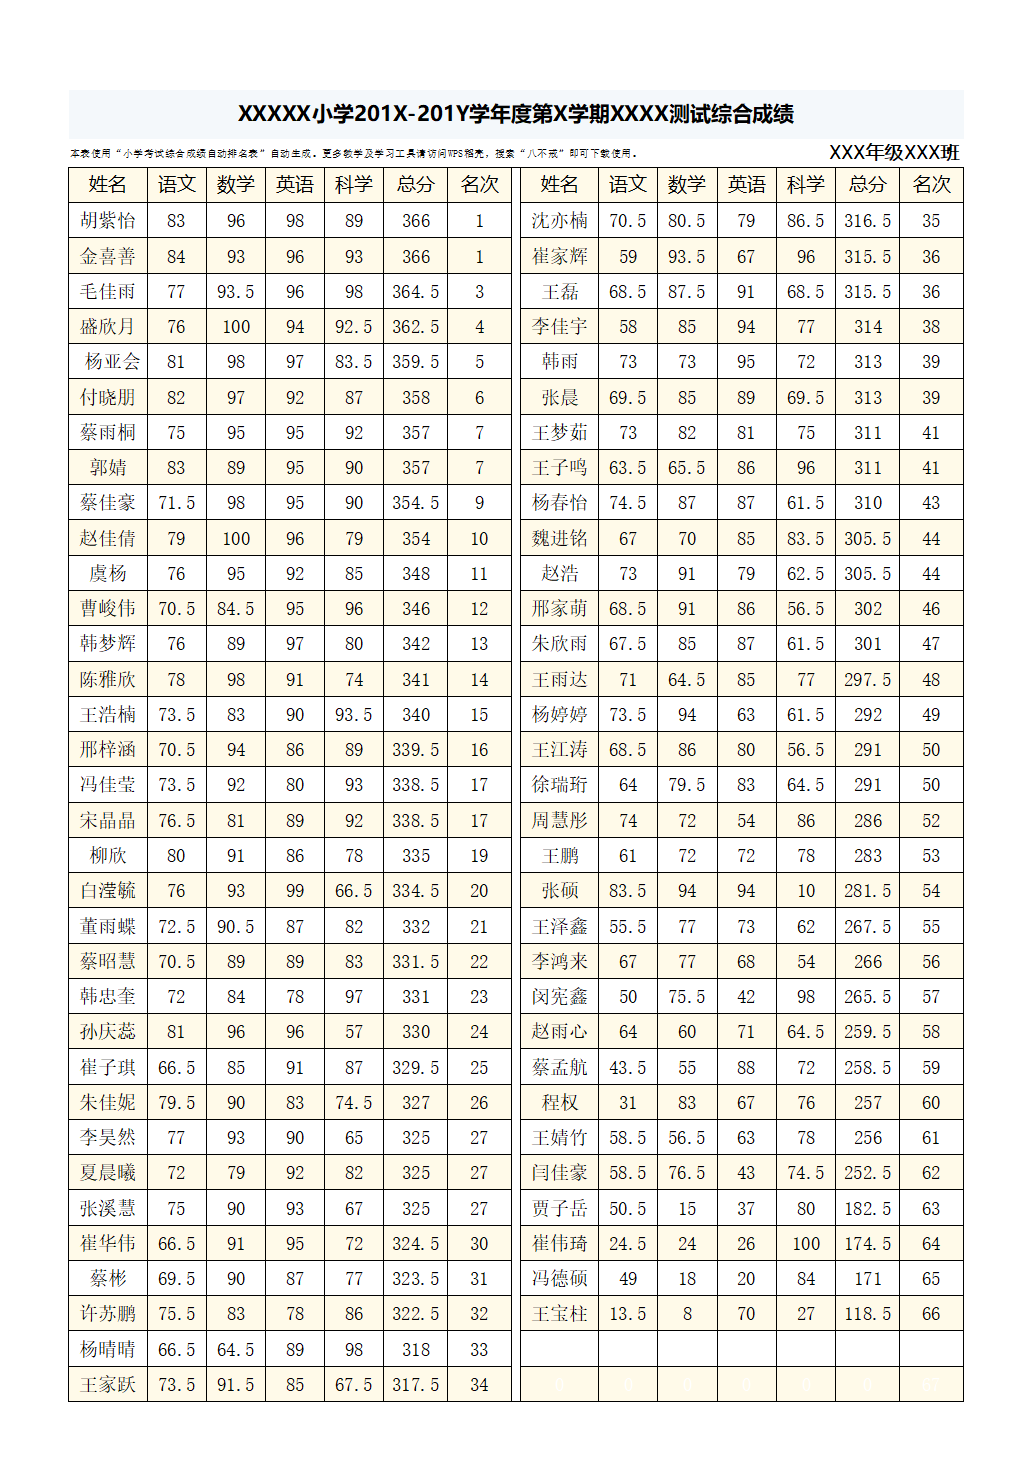 XXXXX小学201X-201Y学年度第X学期XXXX测试综合成绩
本表使用“小学考试综合成绩自动排名表”自动生成。更多教学及学习工具请访问WPS稻壳，搜索“八不戒”即可下载使用。 XXX年级XXX班
姓名 语文 数学 英语 科学 总分 名次 姓名 语文 数学 英语 科学 总分 名次
胡紫怡 83 96 98 89 366 1 沈亦楠 70.5 80.5 79 86.5 316.5 35
金喜善 84 93 96 93 366 1 崔家辉 59 93.5 67 96 315.5 36
毛佳雨 77 93.5 96 98 364.5 3 王磊 68.5 87.5 91 68.5 315.5 36
盛欣月 76 100 94 92.5 362.5 4 李佳宇 58 85 94 77 314 38
杨亚会 81 98 97 83.5 359.5 5 韩雨 73 73 95 72 313 39
付晓朋 82 97 92 87 358 6 张晨 69.5 85 89 69.5 313 39
蔡雨桐 75 95 95 92 357 7 王梦茹 73 82 81 75 311 41
郭婧 83 89 95 90 357 7 王子鸣 63.5 65.5 86 96 311 41
蔡佳豪 71.5 98 95 90 354.5 9 杨春怡 74.5 87 87 61.5 310 43
赵佳倩 79 100 96 79 354 10 魏进铭 67 70 85 83.5 305.5 44
虞杨 76 95 92 85 348 11 赵浩 73 91 79 62.5 305.5 44
曹峻伟 70.5 84.5 95 96 346 12 邢家萌 68.5 91 86 56.5 302 46
韩梦辉 76 89 97 80 342 13 朱欣雨 67.5 85 87 61.5 301 47
陈雅欣 78 98 91 74 341 14 王雨达 71 64.5 85 77 297.5 48
王浩楠 73.5 83 90 93.5 340 15 杨婷婷 73.5 94 63 61.5 292 49
邢梓涵 70.5 94 86 89 339.5 16 王江涛 68.5 86 80 56.5 291 50
冯佳莹 73.5 92 80 93 338.5 17 徐瑞珩 64 79.5 83 64.5 291 50
宋晶晶 76.5 81 89 92 338.5 17 周慧彤 74 72 54 86 286 52
柳欣 80 91 86 78 335 19 王鹏 61 72 72 78 283 53
白滢毓 76 93 99 66.5 334.5 20 张硕 83.5 94 94 10 281.5 54
董雨蝶 72.5 90.5 87 82 332 21 王泽鑫 55.5 77 73 62 267.5 55
蔡昭慧 70.5 89 89 83 331.5 22 李鸿来 67 77 68 54 266 56
韩忠奎 72 84 78 97 331 23 闵宪鑫 50 75.5 42 98 265.5 57
孙庆蕊 81 96 96 57 330 24 赵雨心 64 60 71 64.5 259.5 58
崔子琪 66.5 85 91 87 329.5 25 蔡孟航 43.5 55 88 72 258.5 59
朱佳妮 79.5 90 83 74.5 327 26 程权 31 83 67 76 257 60
李昊然 77 93 90 65 325 27 王婧竹 58.5 56.5 63 78 256 61
夏晨曦 72 79 92 82 325 27 闫佳豪 58.5 76.5 43 74.5 252.5 62
张溪慧 75 90 93 67 325 27 贾子岳 50.5 15 37 80 182.5 63
崔华伟 66.5 91 95 72 324.5 30 崔伟琦 24.5 24 26 100 174.5 64
蔡彬 69.5 90 87 77 323.5 31 冯德硕 49 18 20 84 171 65
许苏鹏 75.5 83 78 86 322.5 32 王宝柱 13.5 8 70 27 118.5 66
杨晴晴 66.5 64.5 89 98 318 33
王家跃 73.5 91.5 85 67.5 317.5 34